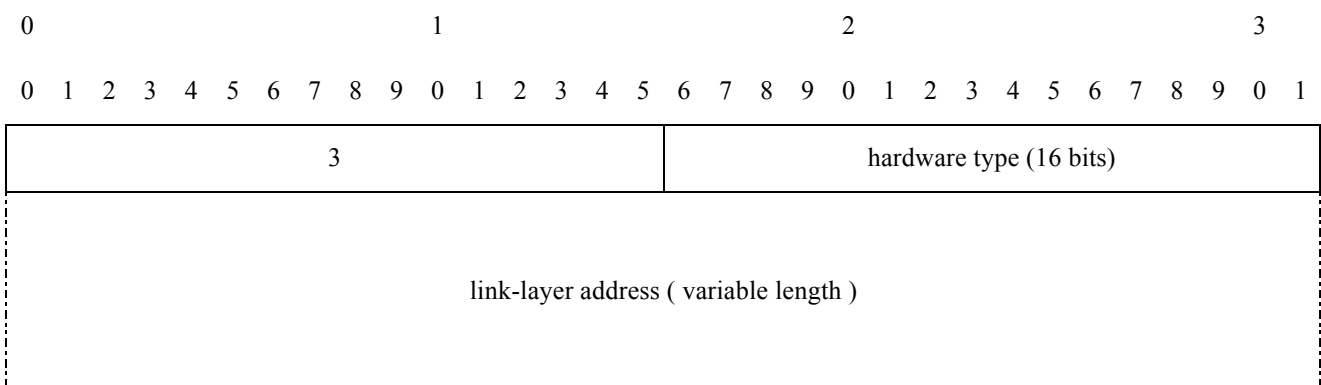 0 1 2 3
0 1 2 3 4 5 6 7 8 9 0 1 2 3 4 5 6 7 8 9 0 1 2 3 4 5 6 7 8 9 0 1
3 hardware type (16 bits)
link-layer address ( variable length )